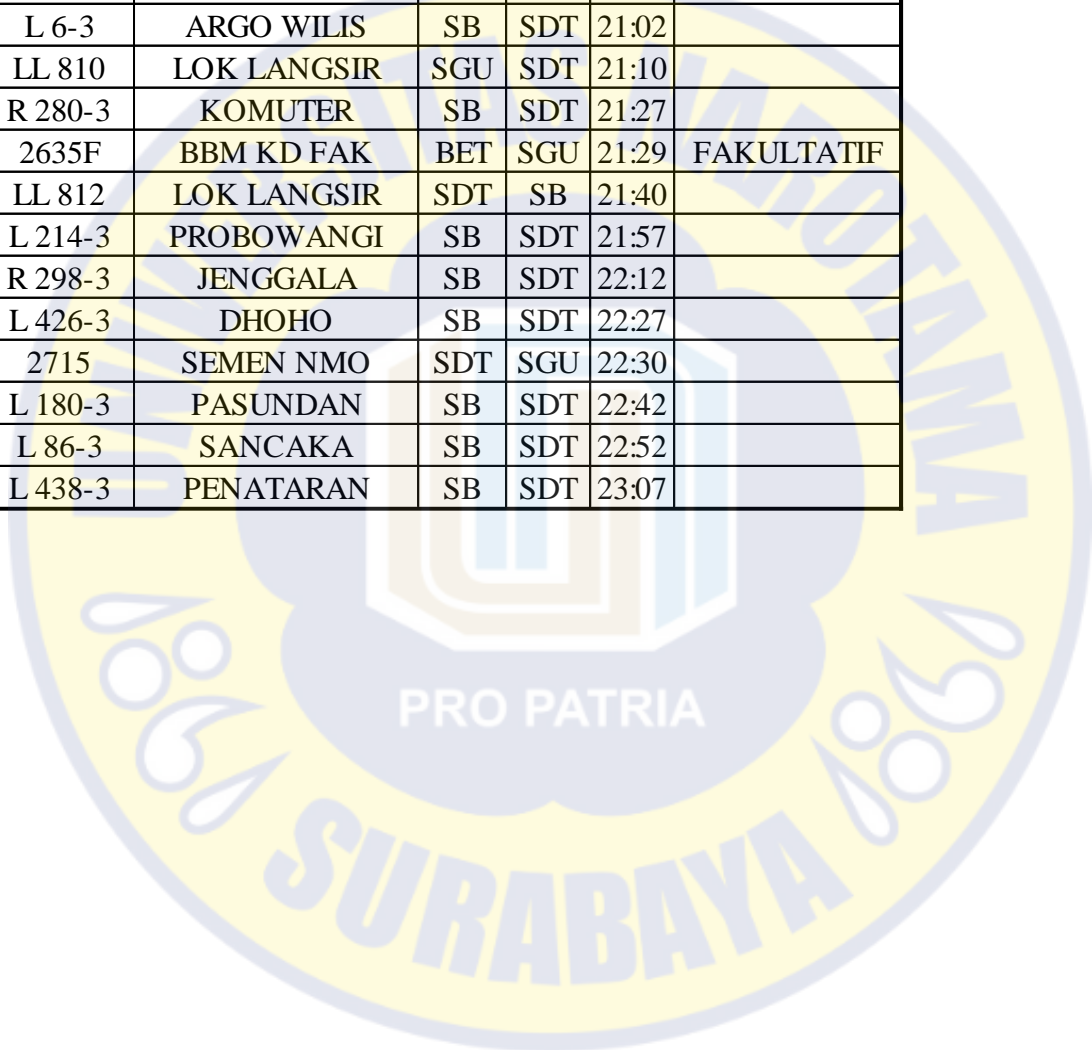 L 6-3 ARGO WILIS SB SDT 21:02
LL 810 LOK LANGSIR SGU SDT 21:10
R 280-3 KOMUTER SB SDT 21:27
2635F BBM KD FAK BET SGU 21:29 FAKULTATIF
LL 812 LOK LANGSIR SDT SB 21:40
L 214-3 PROBOWANGI SB SDT 21:57
R 298-3 JENGGALA SB SDT 22:12
L 426-3 DHOHO SB SDT 22:27
2715 SEMEN NMO SDT SGU 22:30
L 180-3 PASUNDAN SB SDT 22:42
L 86-3 SANCAKA SB SDT 22:52
L 438-3 PENATARAN SB SDT 23:07
UNIVERSITAS NAROTAMA
PRO PATRIA
SURABAYA